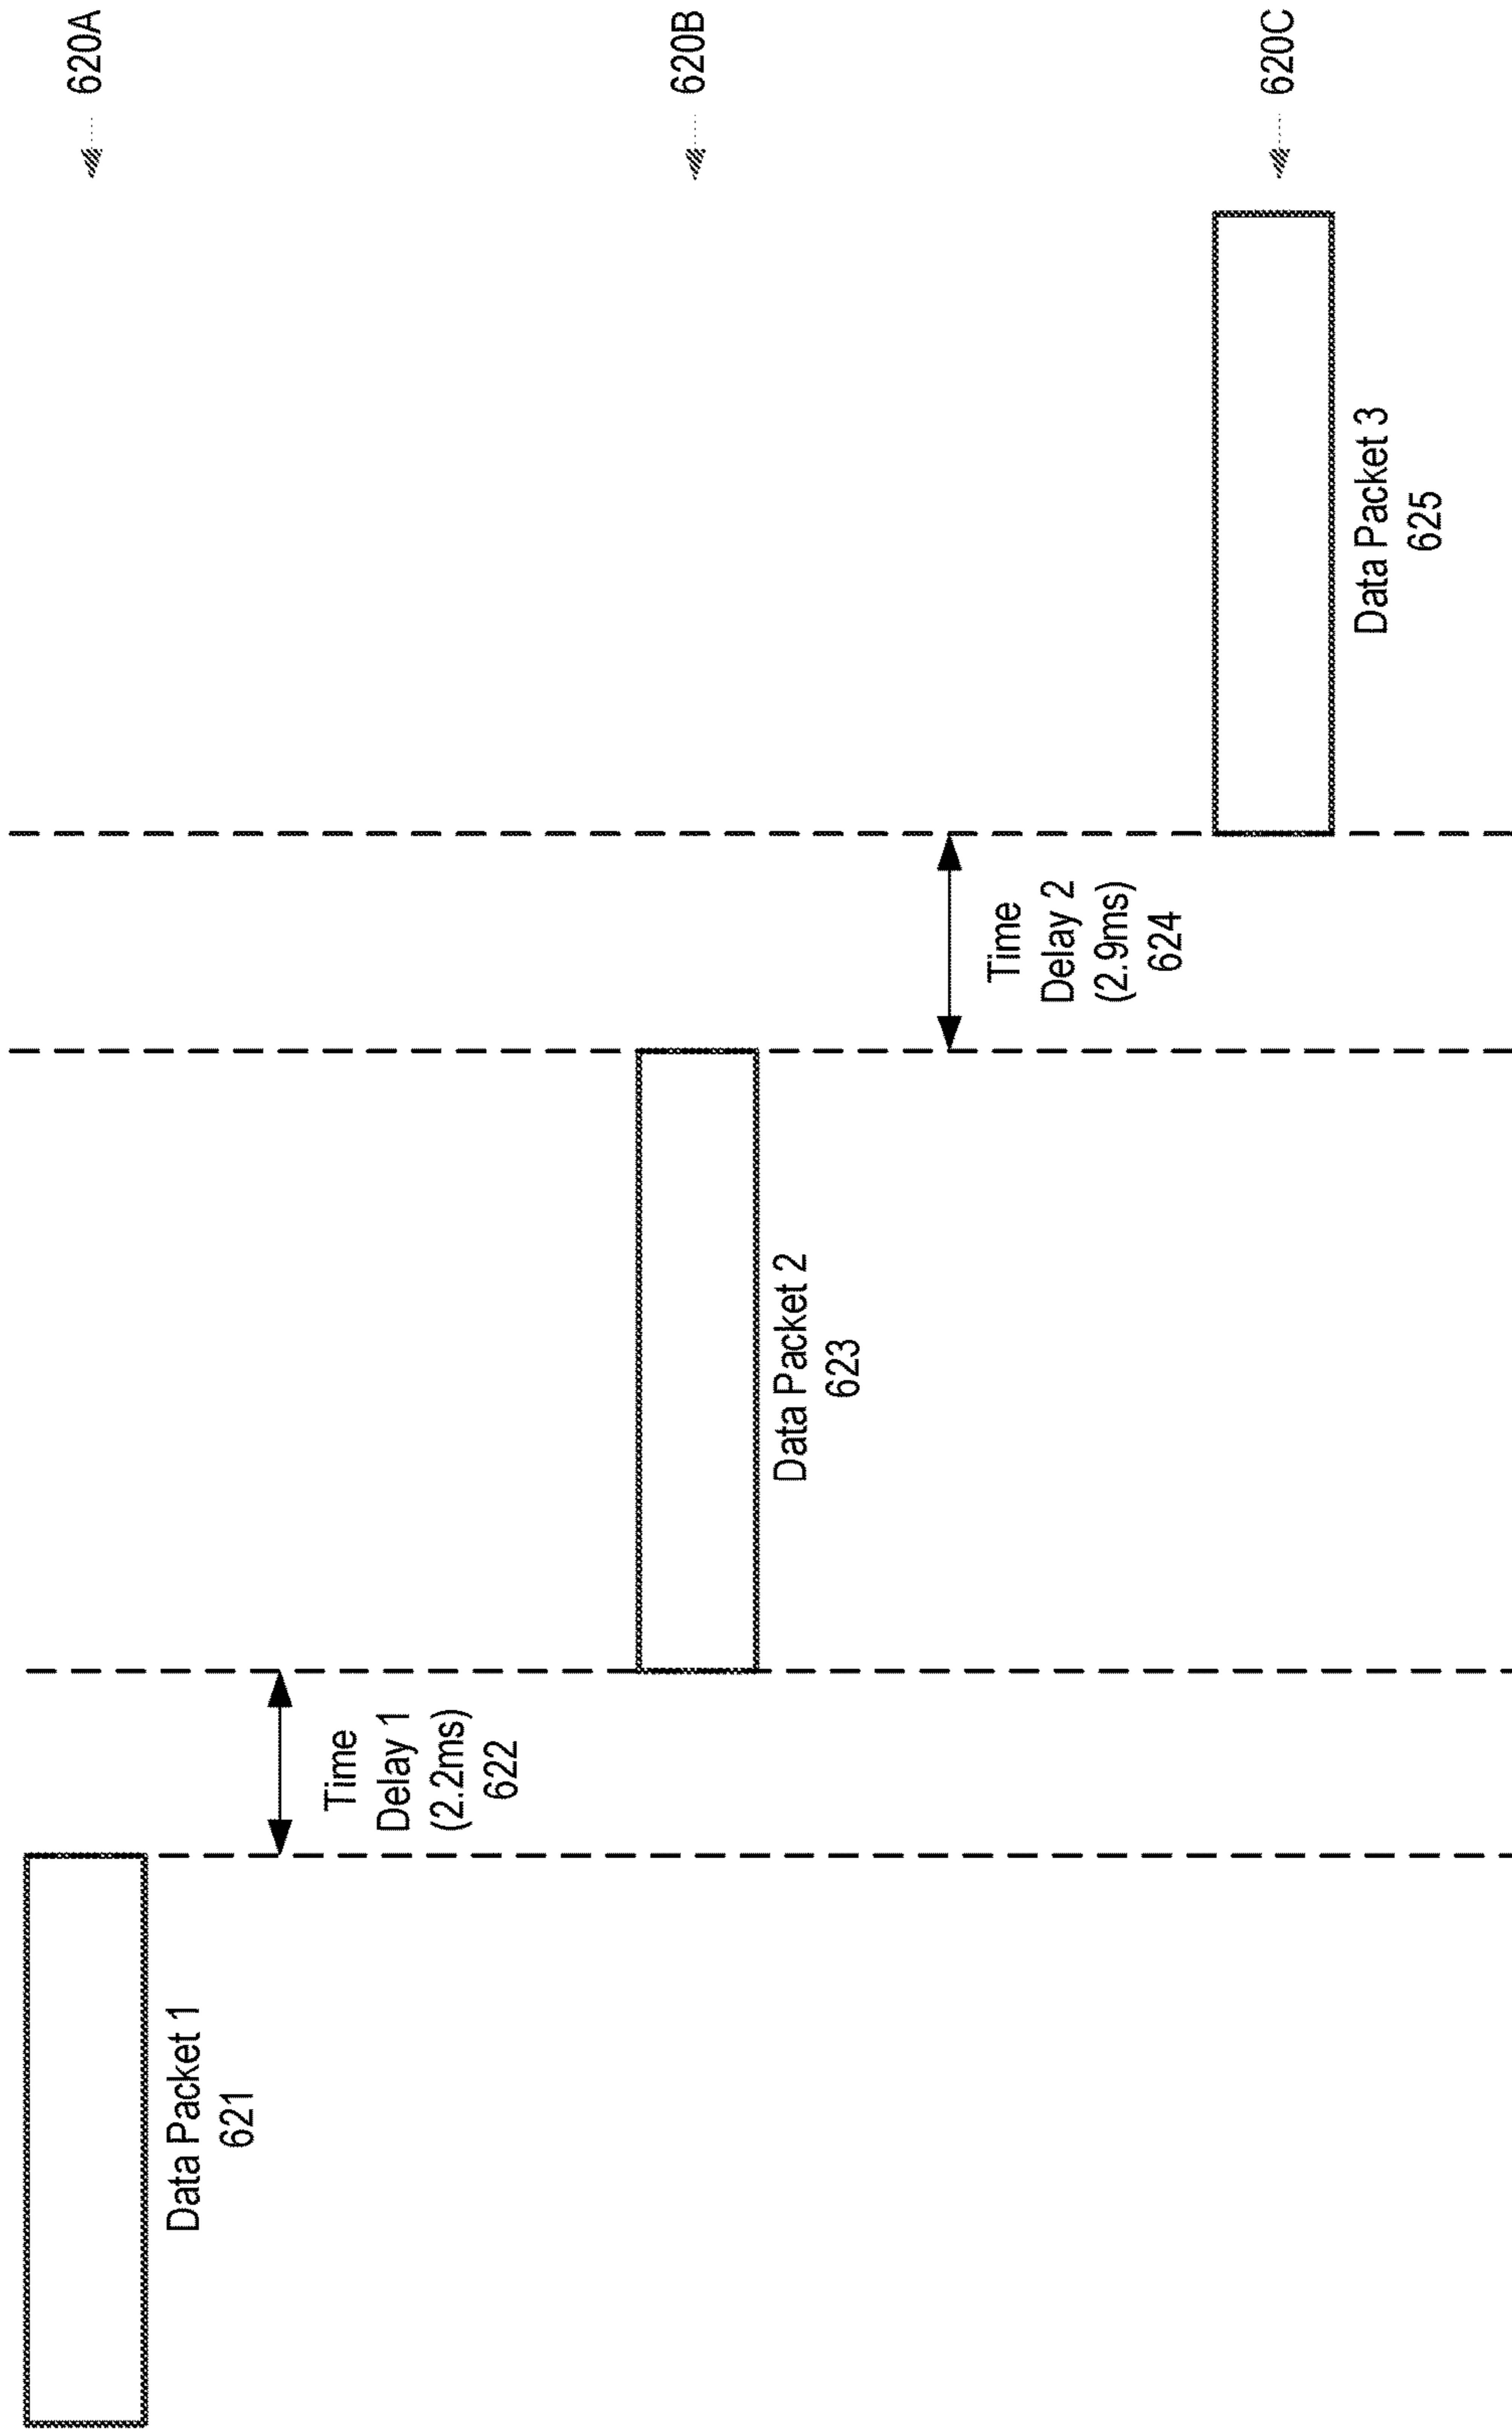 620A
Data Packet 1
621
Time
Delay 1
(2.2ms)
622
620B
Data Packet 2
623
Time
Delay 2
(2.9ms)
624
620C
Data Packet 3
625